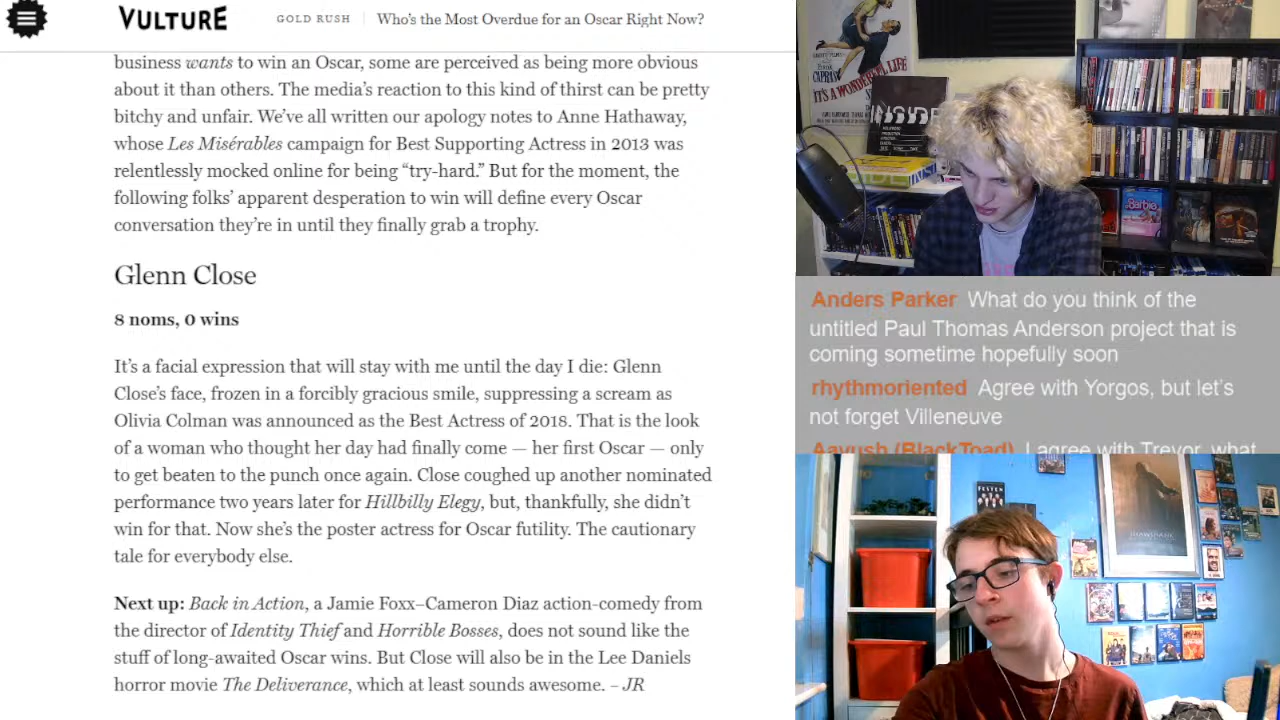 VULTURE
GOLD RUSH
Who's the Most Overdue for an Oscar Right Now?
business wants to win an Oscar, some are perceived as being more obvious
about it than others. The media's reaction to this kind of thirst can be pretty
bitchy and unfair. We've all written our apology notes to Anne Hathaway,
whose Les Misérables campaign for Best Supporting Actress in 2013 was
relentlessly mocked online for being “try-hard.” But for the moment, the
following folks' apparent desperation to win will define every Oscar
conversation they're in until they finally grab a trophy.
Glenn Close
8 noms, 0 wins
It's a facial expression that will stay with me until the day I die: Glenn
Close's face, frozen in a forcibly gracious smile, suppressing a scream as
Olivia Colman was announced as the Best Actress of 2018. That is the look
of a woman who thought her day had finally come — her first Oscar — only
to get beaten to the punch once again. Close coughed up another nominated
performance two years later for Hillbilly Elegy, but, thankfully, she didn't
win for that. Now she's the poster actress for Oscar futility. The cautionary
tale for everybody else.
Next up: Back in Action, a Jamie Foxx–Cameron Diaz action-comedy from
the director of Identity Thief and Horrible Bosses, does not sound like the
stuff of long-awaited Oscar wins. But Close will also be in the Lee Daniels
horror movie The Deliverance, which at least sounds awesome. – JR
IT'S A WONDERFUL LIFE
INSIDE
Barbie
Anders Parker What do you think of the
untitled Paul Thomas Anderson project that is
coming sometime hopefully soon
rhythmoriented Agree with Yorgos, but let's
not forget Villeneuve
Aayush (BlackToad) I agree with Trevor, what
FESTEN
SHAWSHANK